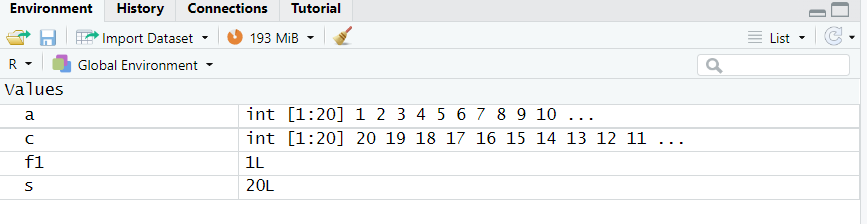 Environment History Connections Tutorial
Import Dataset 193 MiB List
R Global Environment
Values
a int [1:20] 1 2 3 4 5 6 7 8 9 10 ...
c int [1:20] 20 19 18 17 16 15 14 13 12 11 ...
f1 1L
s 20L